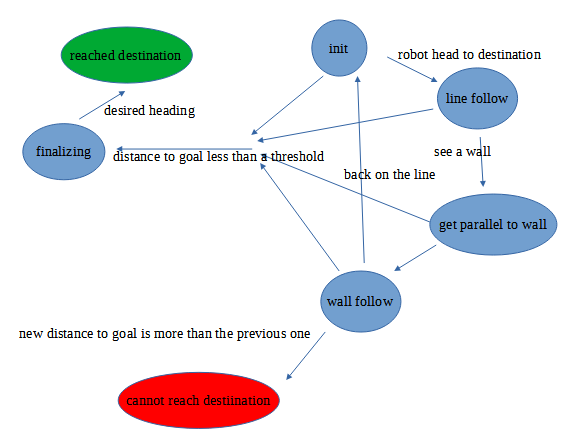 init
reached destination
robot head to destination
line follow
desired heading
finalizing
distance to goal less than a threshold
see a wall
back on the line
get parallel to wall
wall follow
new distance to goal is more than the previous one
cannot reach destiination